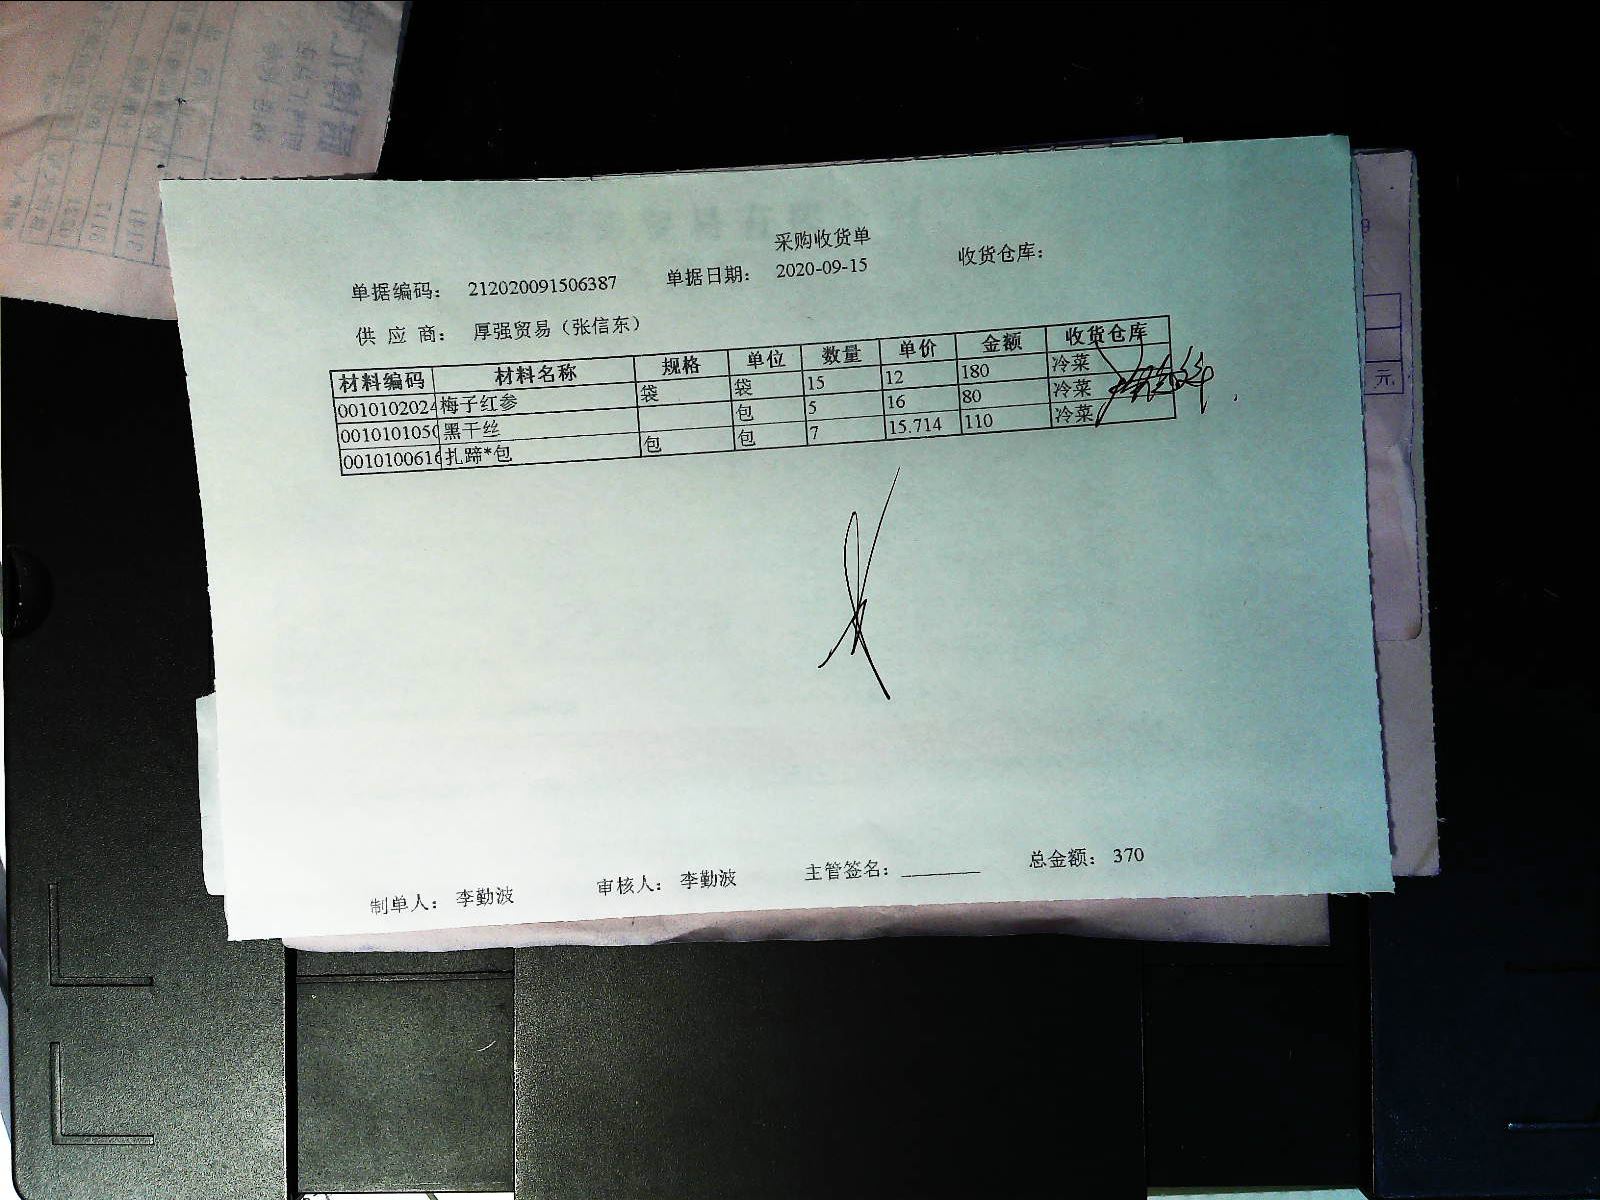 采购收货单
单据编码： 212020091506387 单据日期： 2020-09-15 收货仓库：
供 应 商： 厚强贸易（张信东）
材料编码 材料名称 规格 单位 数量 单价 金额 收货仓库
0010102024 梅子红参 袋 袋 15 12 180 冷菜
001010105 黑干丝 包 5 16 80 冷菜
001010061 扎蹄*包 包 包 7 15.714 110 冷菜
制单人： 李勤波 审核人： 李勤波 主管签名： 总金额： 370
元